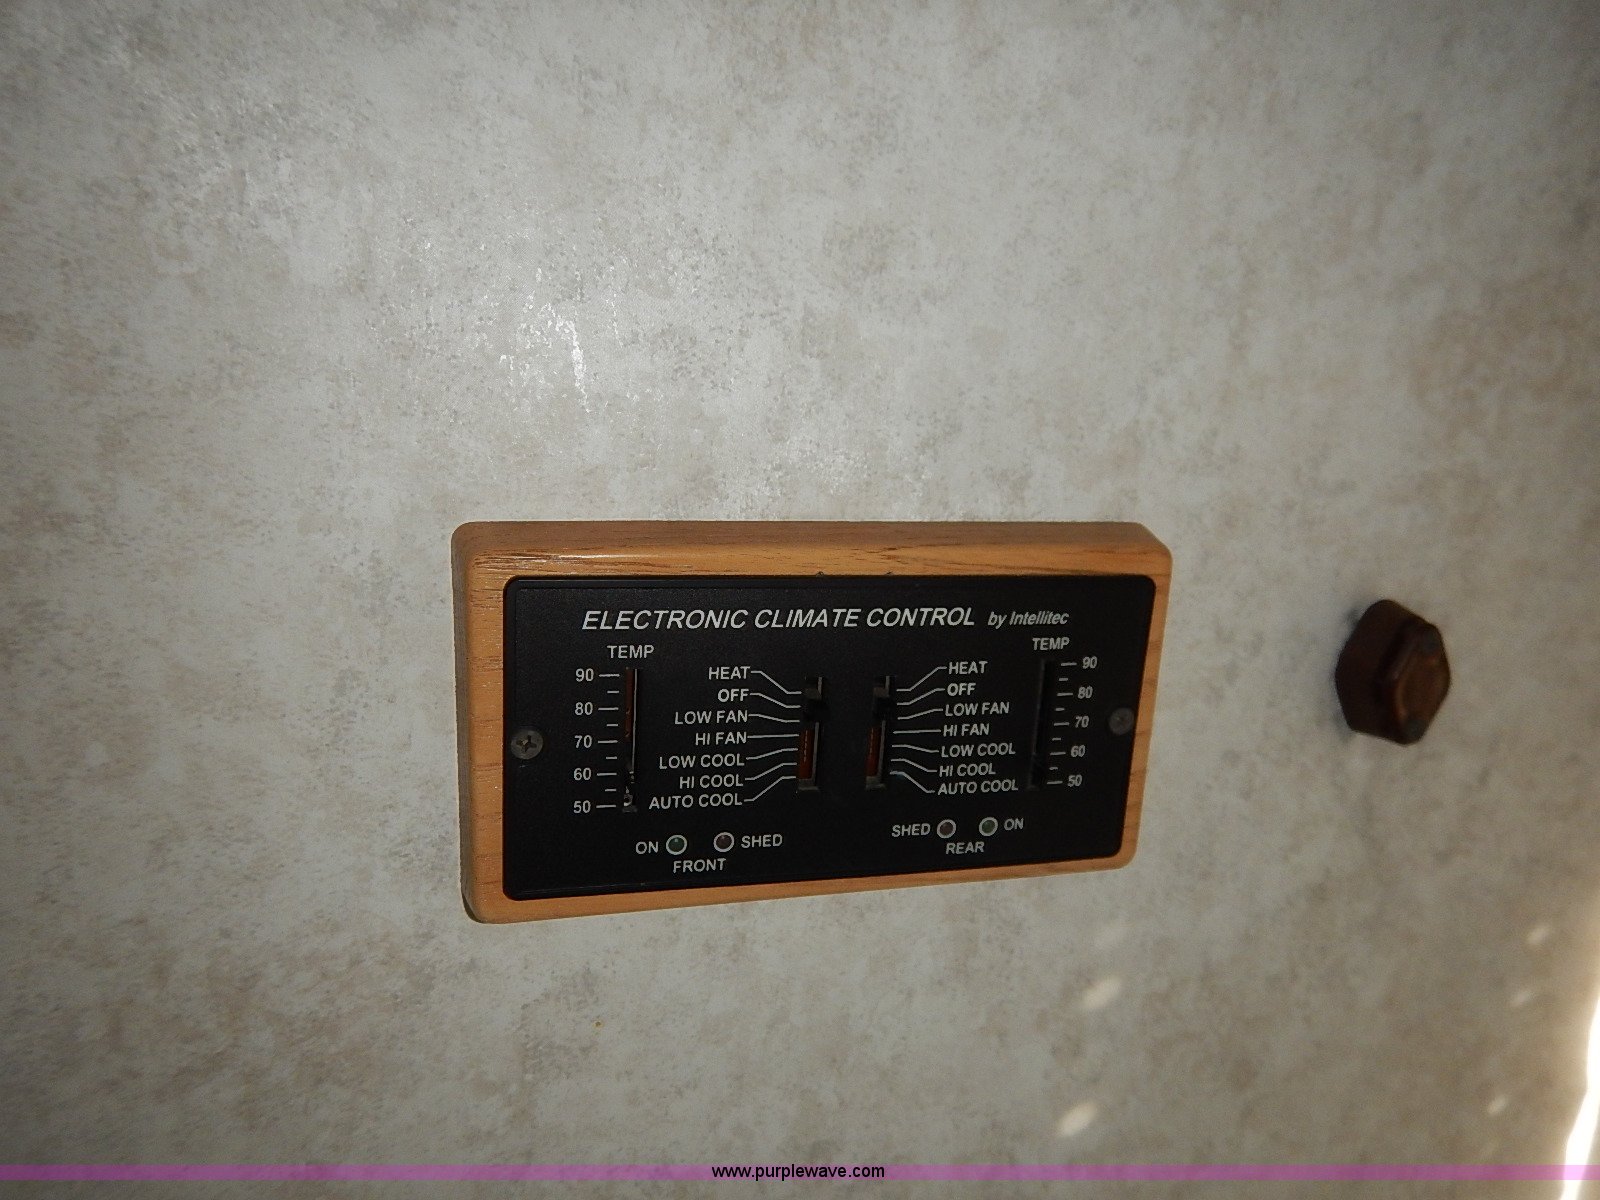 ELECTRONIC CLIMATE CONTROL by Intellitec
TEMP
90
80
70
60
50
HEAT
OFF
LOW FAN
HI FAN
LOW COOL
HI COOL
AUTO COOL
ON SHED
FRONT
HEAT
OFF
LOW FAN
HI FAN
LOW COOL
HI COOL
AUTO COOL
TEMP
90
80
70
60
50
SHED ON
REAR
www.purplewave.com